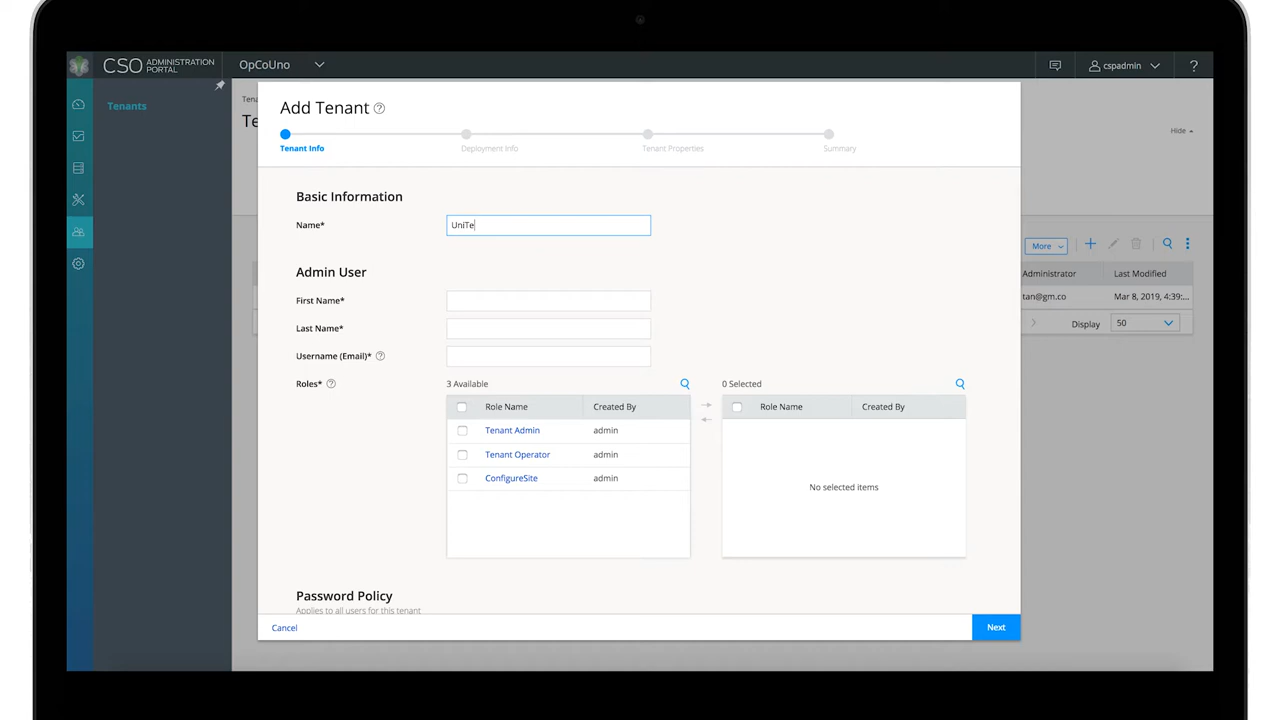 CSO ADMINISTRATION PORTAL
OpCoUno
cspadmin
?
Tenants
Tena
Te
Hide
Add Tenant ?
Tenant Info
Deployment Info
Tenant Properties
Summary
Basic Information
Name*
UniTe
More
Administrator
Last Modified
tan@gm.co
Mar 8, 2019, 4:39:...
Display
50
Admin User
First Name*
Last Name*
Username (Email)* ?
Roles* ?
3 Available
0 Selected
Role Name Created By
Role Name Created By
Tenant Admin admin
Tenant Operator admin
ConfigureSite admin
No selected items
Password Policy
Applies to all users for this tenant
Cancel
Next